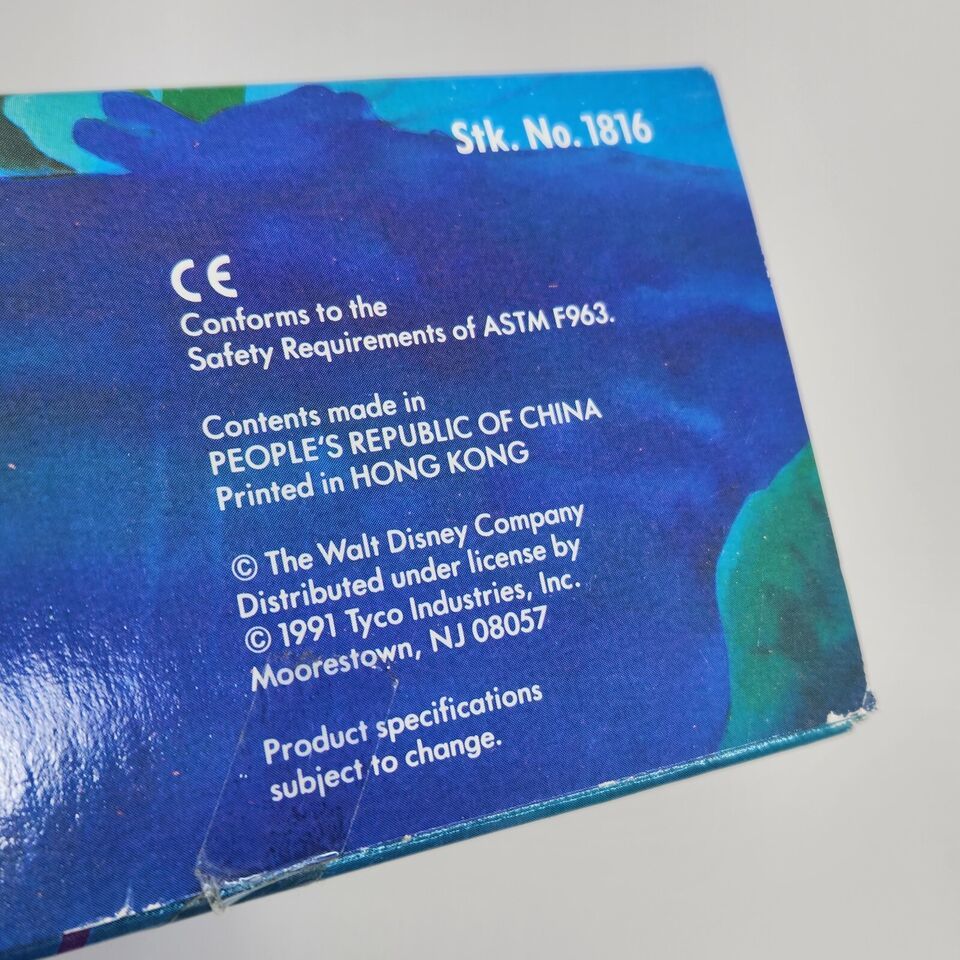 Stk. No. 1816
CE
Conforms to the
Safety Requirements of ASTM F963.
Contents made in
PEOPLE'S REPUBLIC OF CHINA
Printed in HONG KONG
© The Walt Disney Company
Distributed under license by
© 1991 Tyco Industries, Inc.
Moorestown, NJ 08057
Product specifications
subject to change.